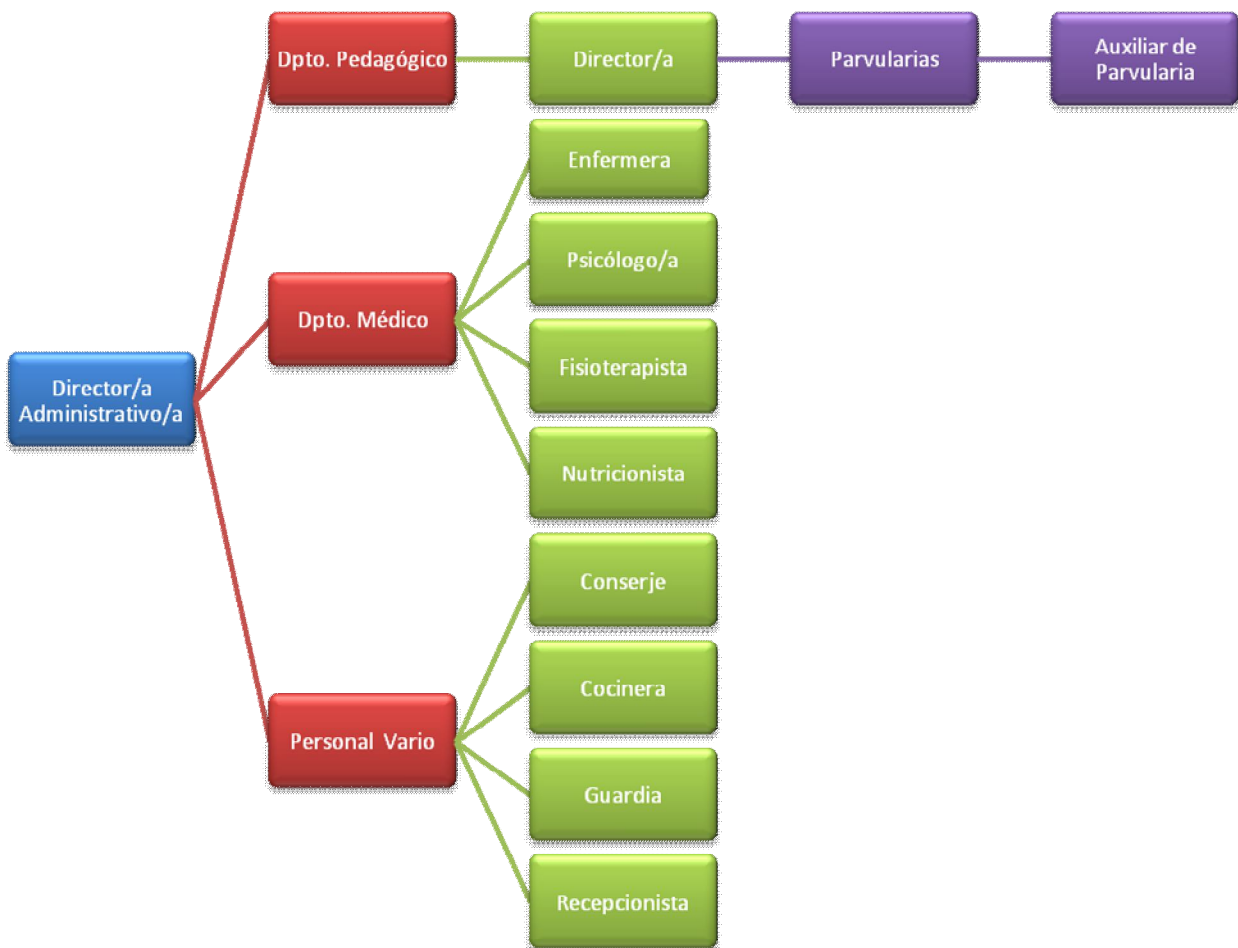 Dpto. Pedagógico
Director/a
Parvularias
Auxiliar de
Parvularia
Enfermera
Psicólogo/a
Dpto. Médico
Fisioterapista
Director/a
Administrativo/a
Nutricionista
Conserje
Cocinera
Personal Vario
Guardia
Recepcionista